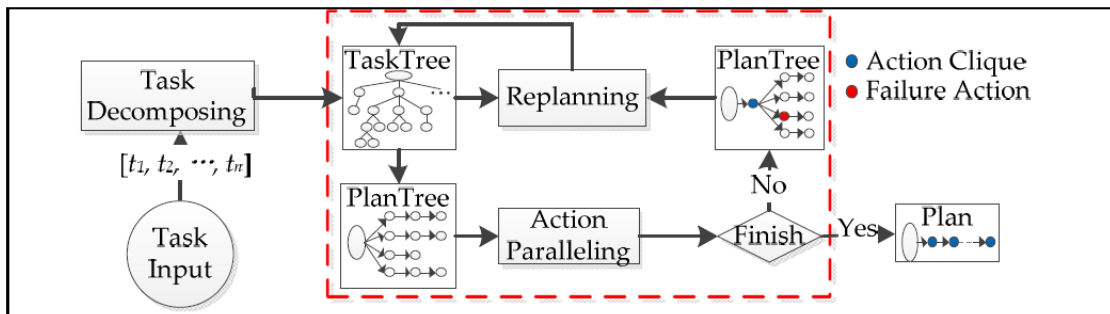 Task
Decomposing
[t1, t2, ···, tn]
Task
Input
TaskTree
...
Replanning
PlanTree
Action Clique
Failure Action
PlanTree
Action
Paralleling
Finish
No
Yes
Plan